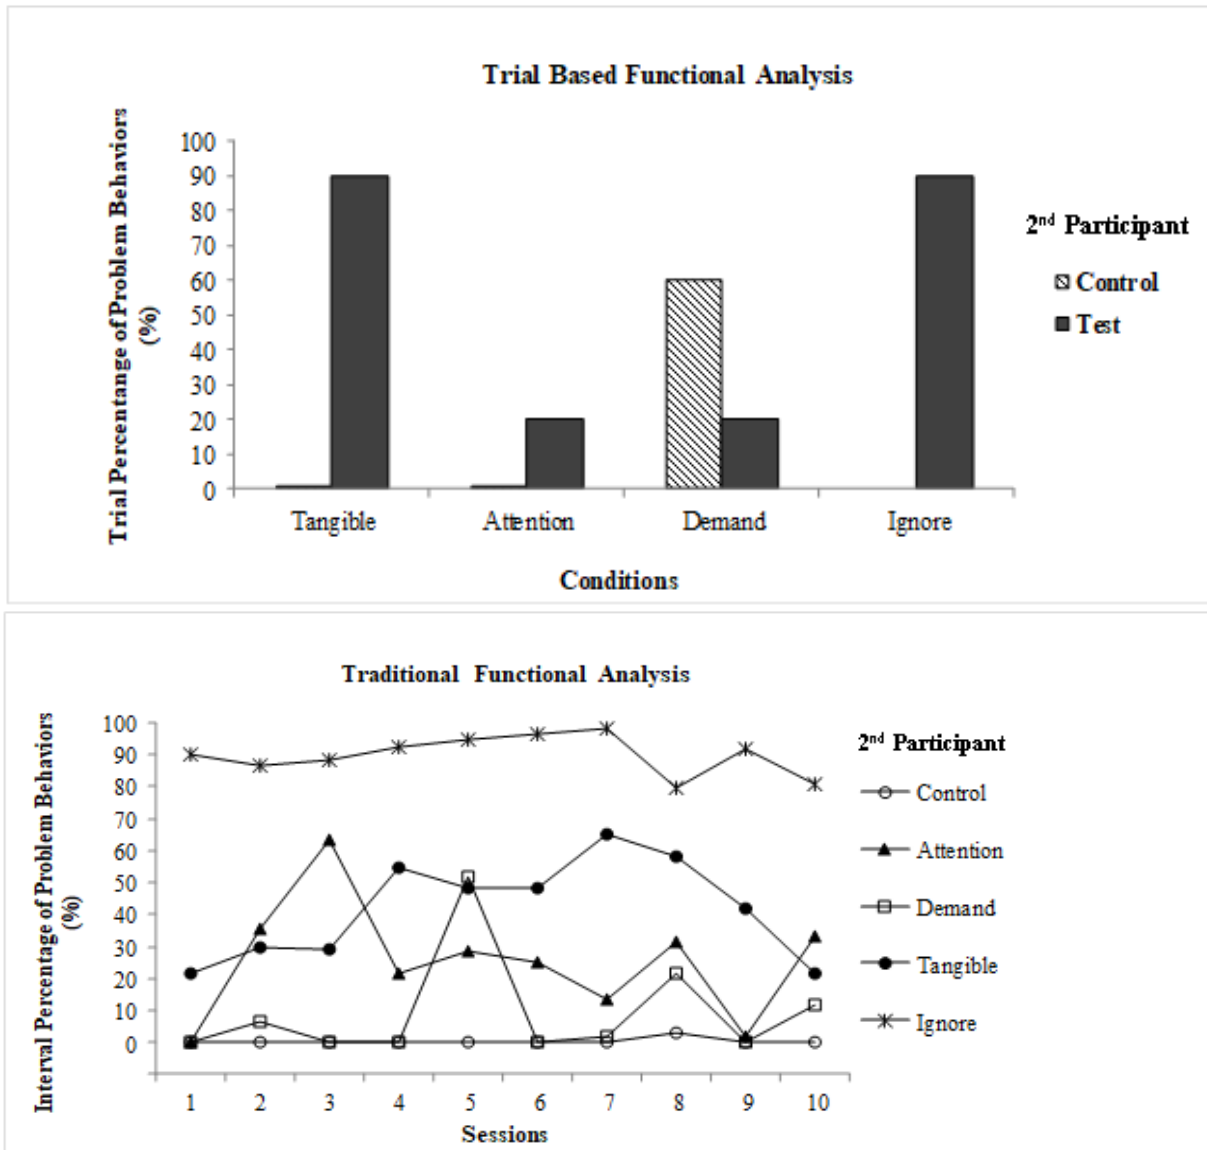 Trial Based Functional Analysis
Trial Percentange of Problem Behaviors
(%)
100
90
80
70
60
50
40
30
20
10
0
Tangible Attention Demand Ignore
Conditions
2nd Participant
Control
Test
Traditional Functional Analysis
Interval Percentage of Problem Behaviors
(%)
100
90
80
70
60
50
40
30
20
10
0
1 2 3 4 5 6 7 8 9 10
Sessions
2nd Participant
Control
Attention
Demand
Tangible
Ignore